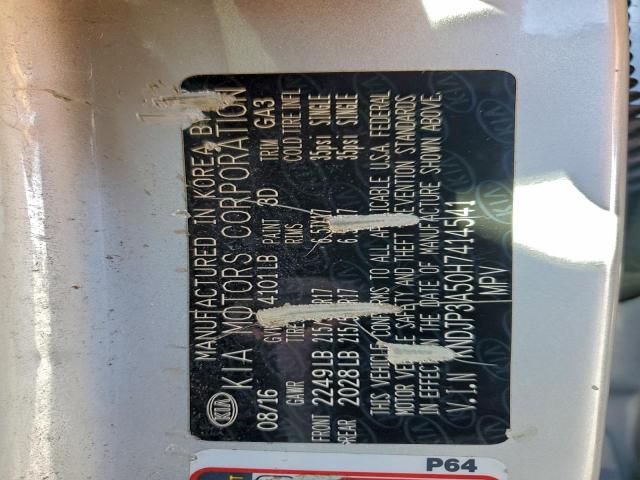 MANUFACTURED IN KOREA BY
KIA MOTORS CORPORATION
08/16 4101LB PAINT 3D TRIM GA3
GAWR TIRE RIMS COLD TIRE INFL
FRONT 2249LB 215/ R17 6.5JX17 35psi SINGLE
REAR 2028LB 215/ R17 35psi SINGLE
THIS VEHICLE CONFORMS TO ALL APPLICABLE U.S.A. FEDERAL
MOTOR VEHICLE SAFETY AND THEFT PREVENTION STANDARDS
IN EFFECT ON THE DATE OF MANUFACTURE SHOWN ABOVE.
V.I.N KNDJP3A50H7414541
MPV
P64
KIA